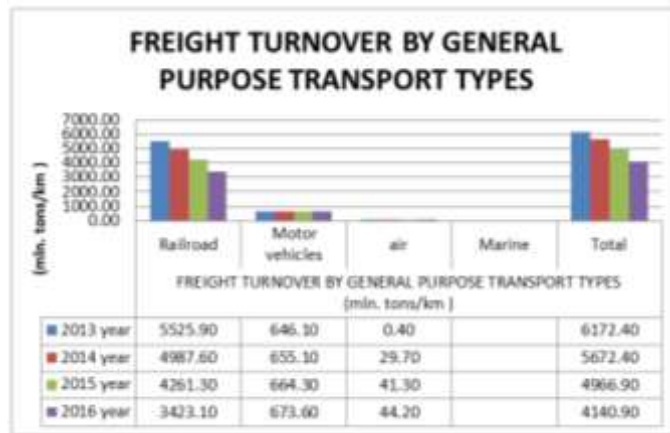 FREIGHT TURNOVER BY GENERAL
PURPOSE TRANSPORT TYPES
(mln. tons/km )
7000.00
6000.00
5000.00
4000.00
3000.00
2000.00
1000.00
0.00
Railroad Motor vehicles air Marine Total
FREIGHT TURNOVER BY GENERAL PURPOSE TRANSPORT TYPES
(mln. tons/km )
2013 year 5525.90 646.10 0.40 6172.40
2014 year 4987.60 655.10 29.70 5672.40
2015 year 4261.30 664.30 41.30 4966.90
2016 year 3423.10 673.60 44.20 4140.90